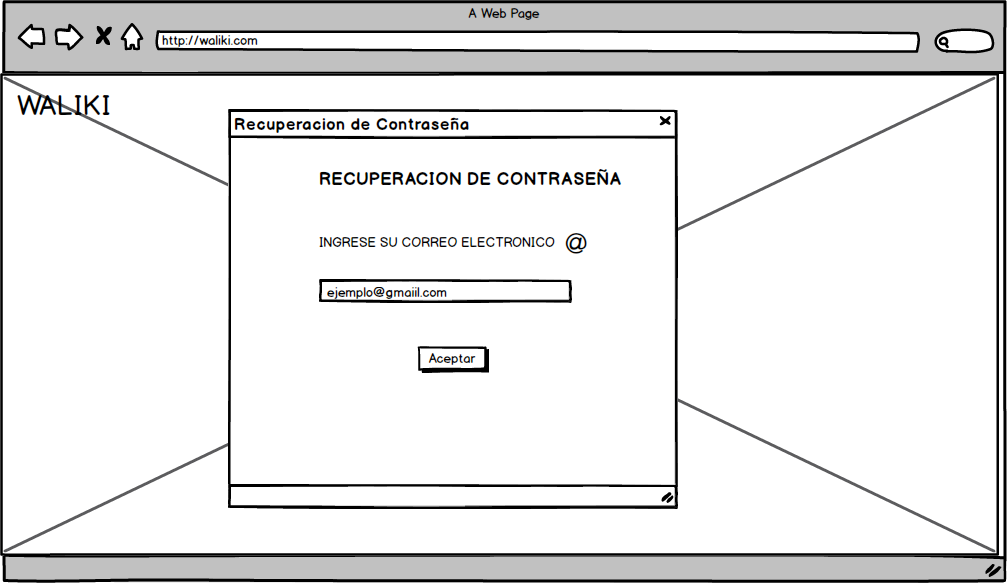 A Web Page
http://waliki.com
WALIKI
Recuperacion de Contraseña
RECUPERACION DE CONTRASEÑA
INGRESE SU CORREO ELECTRONICO @
ejemplo@gmaiil.com
Aceptar